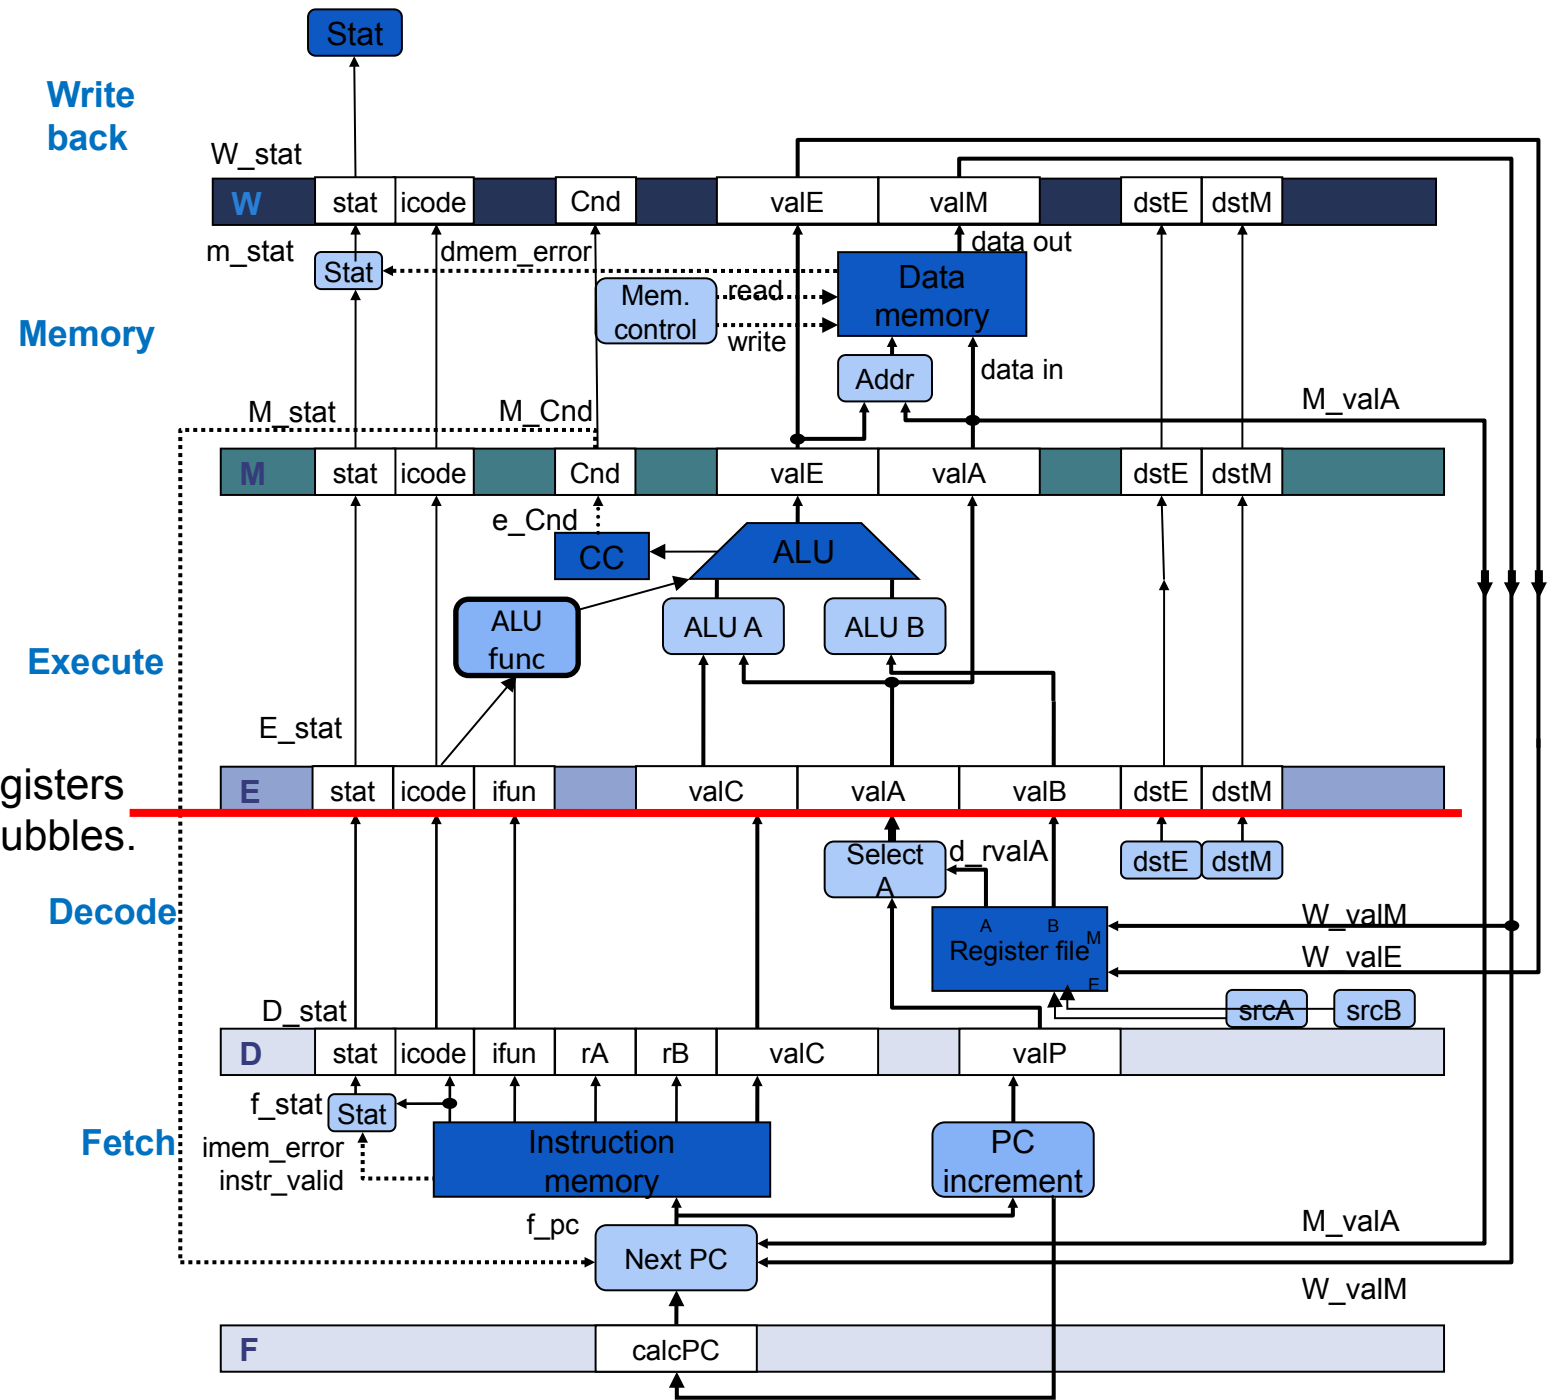 Stat
Write
back
W_stat
W stat icode Cnd valE valM dstE dstM
m_stat
Stat
dmem_error
data out
Data
memory
Mem.
control
read
write
Memory
Addr
data in
M_stat
M_Cnd
M_valA
M stat icode Cnd valE valA dstE dstM
e_Cnd
CC
ALU
ALU
func
ALU A
ALU B
Execute
E_stat
gisters
ubbles.
E stat icode ifun valC valA valB dstE dstM
Select
A
d_rvalA
dstE dstM
Decode
A B
M
Register file
E
W_valM
W_valE
srcA srcB
D_stat
D stat icode ifun rA rB valC valP
f_stat
Stat
Fetch
imem_error
instr_valid
Instruction
memory
PC
increment
f_pc
Next PC
M_valA
W_valM
F calcPC